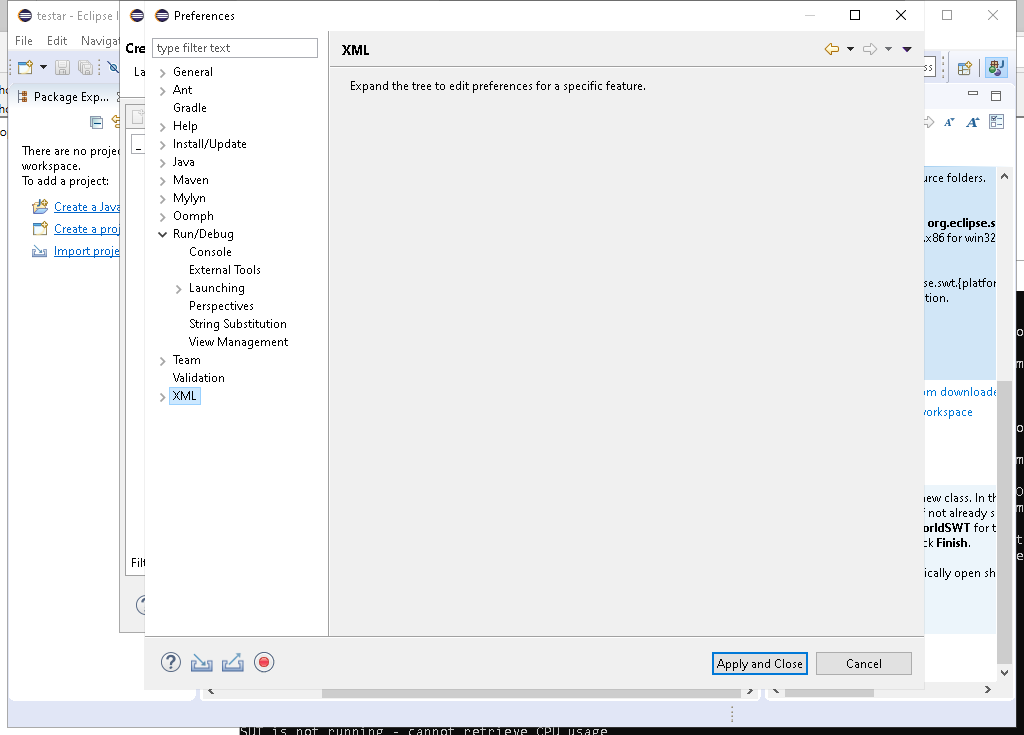 testar - Eclipse I
Preferences
File Edit Navigat
Cre
type filter text
XML
La
Expand the tree to edit preferences for a specific feature.
Package Exp...
General
Ant
Gradle
Help
Install/Update
Java
Maven
Mylyn
Oomph
Run/Debug
Console
External Tools
Launching
Perspectives
String Substitution
View Management
Team
Validation
XML
There are no projec
workspace.
To add a project:
Create a Java
Create a proj
Import proje
Filt
urce folders.
org.eclipse.s
.x86 for win32
se.swt.{platfor
tion.
om downloade
workspace
new class. In th
f not already s
orldSWT for t
ck Finish.
ically open sh
Apply and Close
Cancel
SUT is not running - cannot retrieve CPU usage